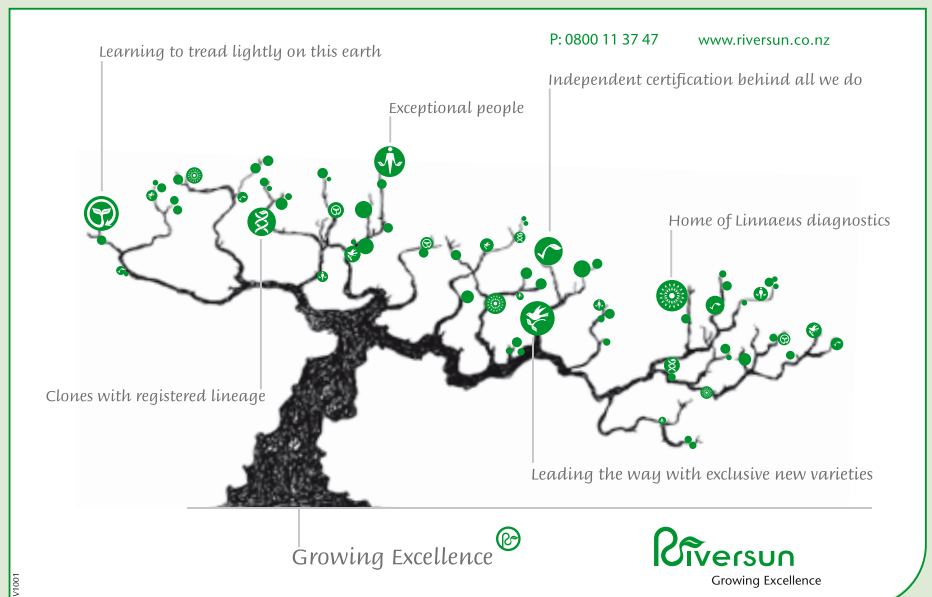 Learning to tread lightly on this earth
P: 0800 11 37 47 www.riversun.co.nz
Independent certification behind all we do
Exceptional people
Home of Linnaeus diagnostics
Clones with registered lineage
Leading the way with exclusive new varieties
Growing Excellence
Riversun
Growing Excellence
V1001